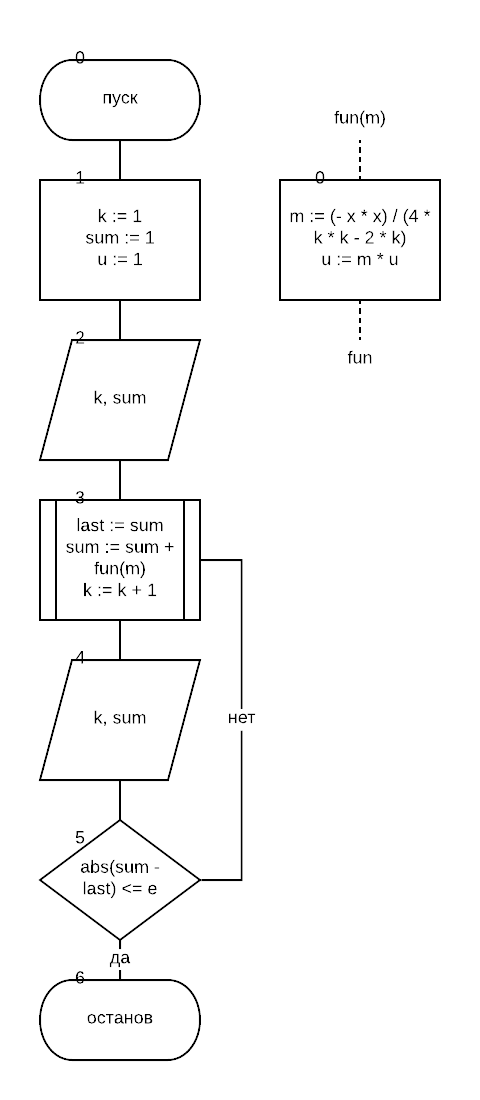 0
пуск
1
k := 1
sum := 1
u := 1
2
k, sum
3
last := sum
sum := sum +
fun(m)
k := k + 1
4
k, sum
нет
5
abs(sum -
last) <= e
да
6
останов
fun(m)
0
m := (- x * x) / (4 *
k * k - 2 * k)
u := m * u
fun